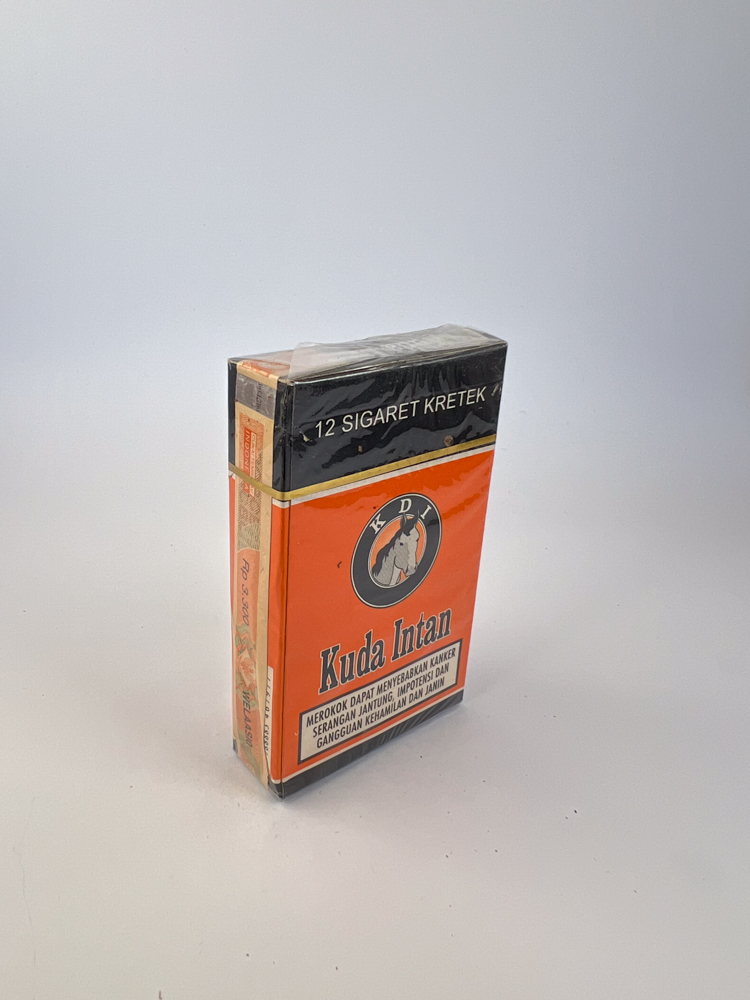 12 SIGARET KRETEK
KDI
Kuda Intan
MEROKOK DAPAT MENYEBABKAN KANKER
SERANGAN JANTUNG, IMPOTENSI DAN
GANGGUAN KEHAMILAN DAN JANIN
Rp 3.300